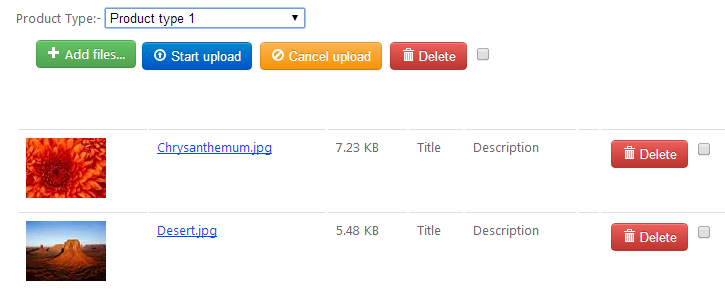 Product Type:- Product type 1
Add files... Start upload Cancel upload Delete
Chrysanthemum.jpg 7.23 KB Title Description Delete
Desert.jpg 5.48 KB Title Description Delete